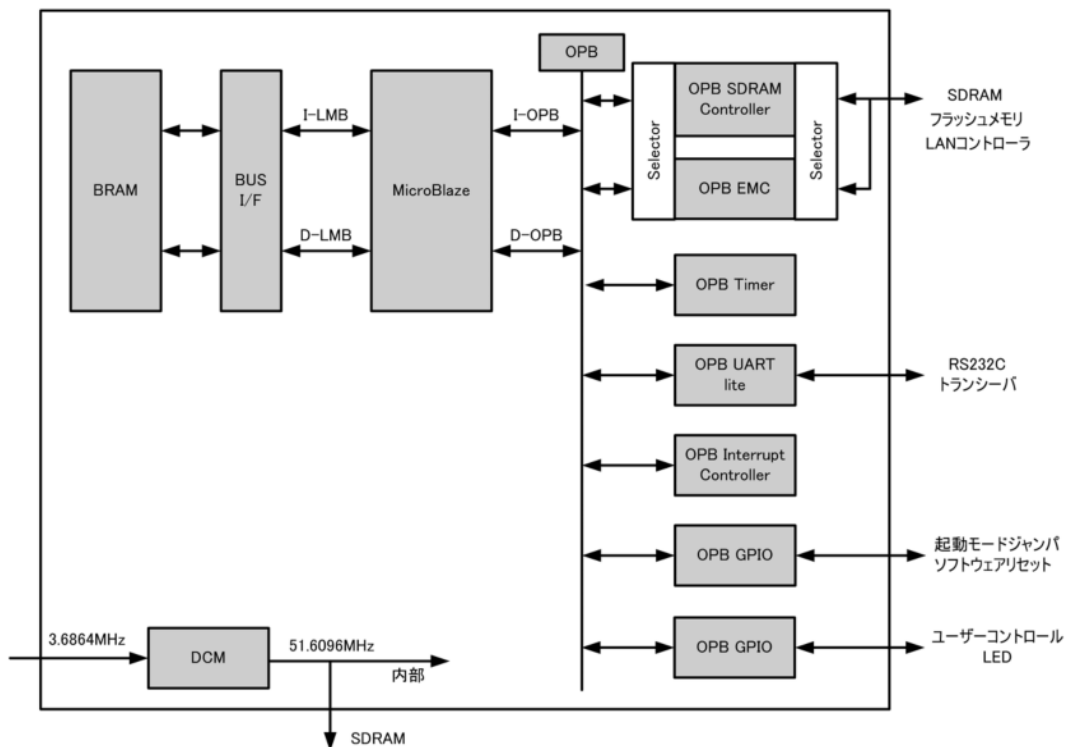 OPB
BRAM
BUS
I/F
I-LMB
D-LMB
MicroBlaze
I-OPB
D-OPB
Selector
OPB SDRAM
Controller
OPB EMC
Selector
SDRAM
フラッシュメモリ
LANコントローラ
OPB Timer
OPB UART
lite
RS232C
トランシーバ
OPB Interrupt
Controller
OPB GPIO
起動モードジャンパ
ソフトウェアリセット
OPB GPIO
ユーザーコントロール
LED
3.6864MHz
DCM
51.6096MHz
内部
SDRAM